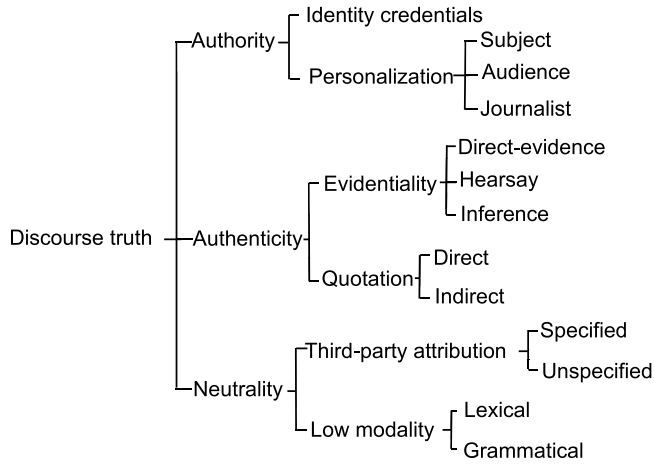 Identity credentials
Authority
Subject
Personalization
Audience
Journalist
Direct-evidence
Evidentiality
Hearsay
Inference
Discourse truth
Authenticity
Direct
Quotation
Indirect
Specified
Third-party attribution
Unspecified
Neutrality
Lexical
Low modality
Grammatical